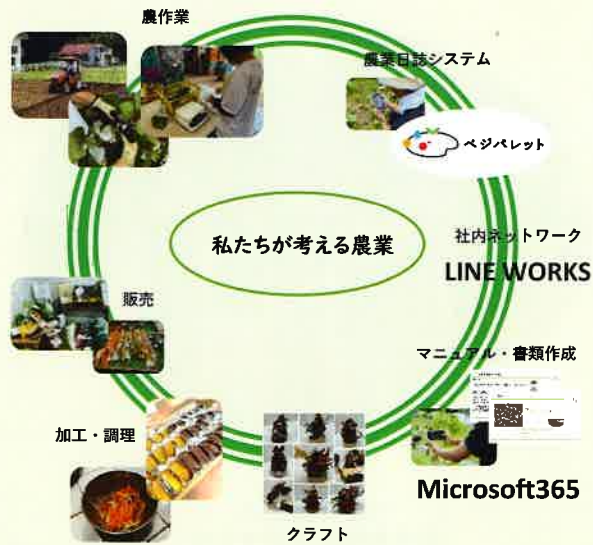 農作業
農業日誌システム
ベジパレット
私たちが考える農業
社内ネットワーク
LINE WORKS
販売
マニュアル・書類作成
加工・調理
Microsoft365
クラフト